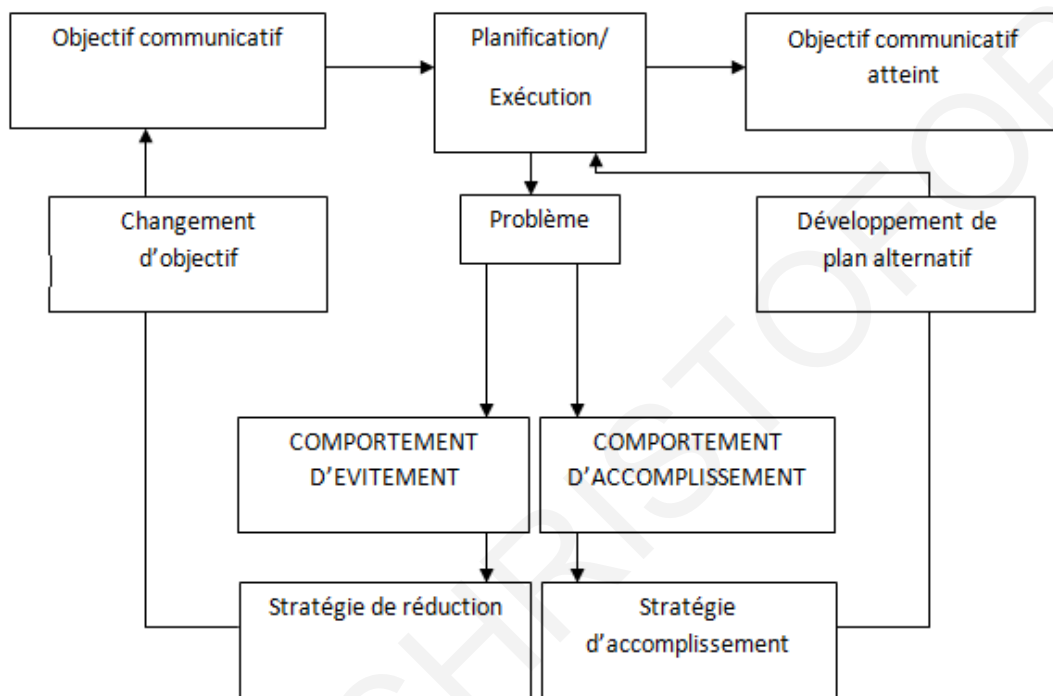 Objectif communicatif
Planification/
Exécution
Objectif communicatif
atteint
Changement
d’objectif
Problème
Développement de
plan alternatif
COMPORTEMENT
D’EVITEMENT
COMPORTEMENT
D’ACCOMPLISSEMENT
Stratégie de réduction
Stratégie
d’accomplissement
CHRISTOFOR